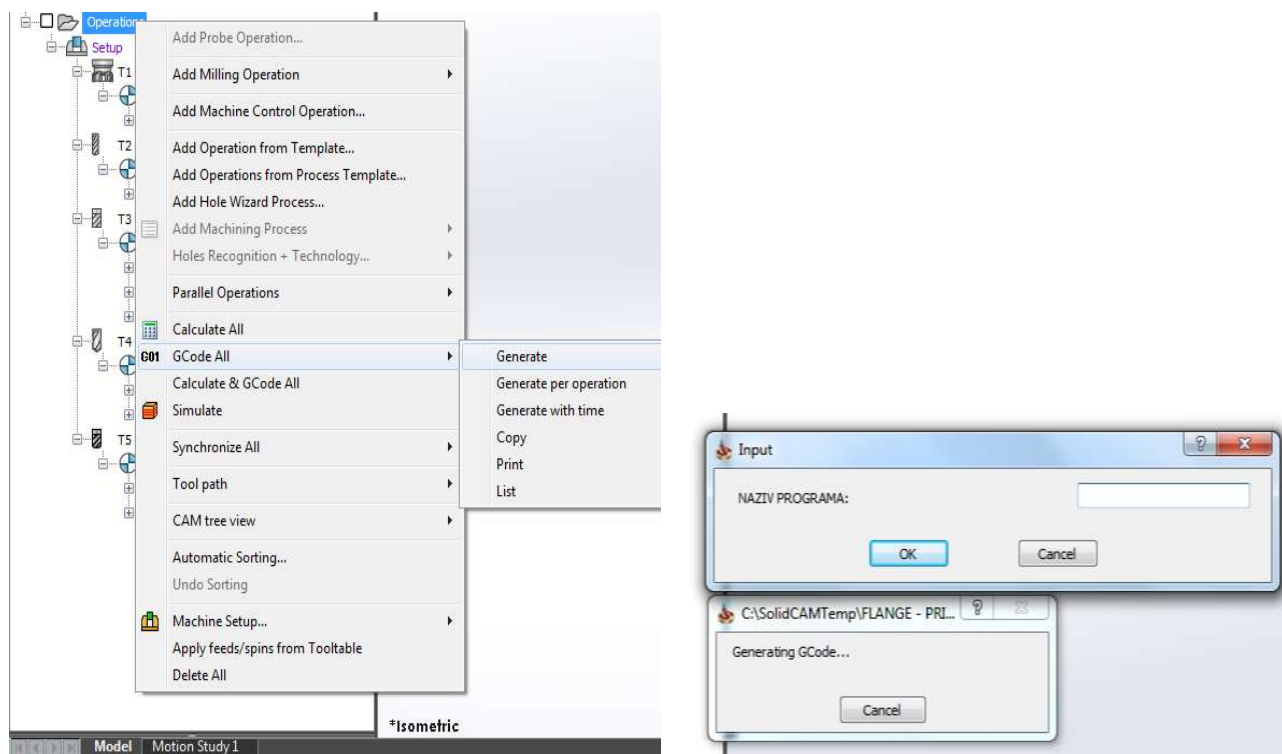 Operations
Setup
T1
T2
T3
T4
T5
Add Probe Operation...
Add Milling Operation
Add Machine Control Operation...
Add Operation from Template...
Add Operations from Process Template...
Add Hole Wizard Process...
Add Machining Process
Holes Recognition + Technology...
Parallel Operations
Calculate All
G01 GCode All
Calculate & GCode All
Simulate
Synchronize All
Tool path
CAM tree view
Automatic Sorting...
Undo Sorting
Machine Setup...
Apply feeds/spins from Tooltable
Delete All
Generate
Generate per operation
Generate with time
Copy
Print
List
*Isometric
Model Motion Study 1
Input
NAZIV PROGRAMA:
OK Cancel
C:\SolidCAMTemp\FLANGE - PRI...
Generating GCode...
Cancel